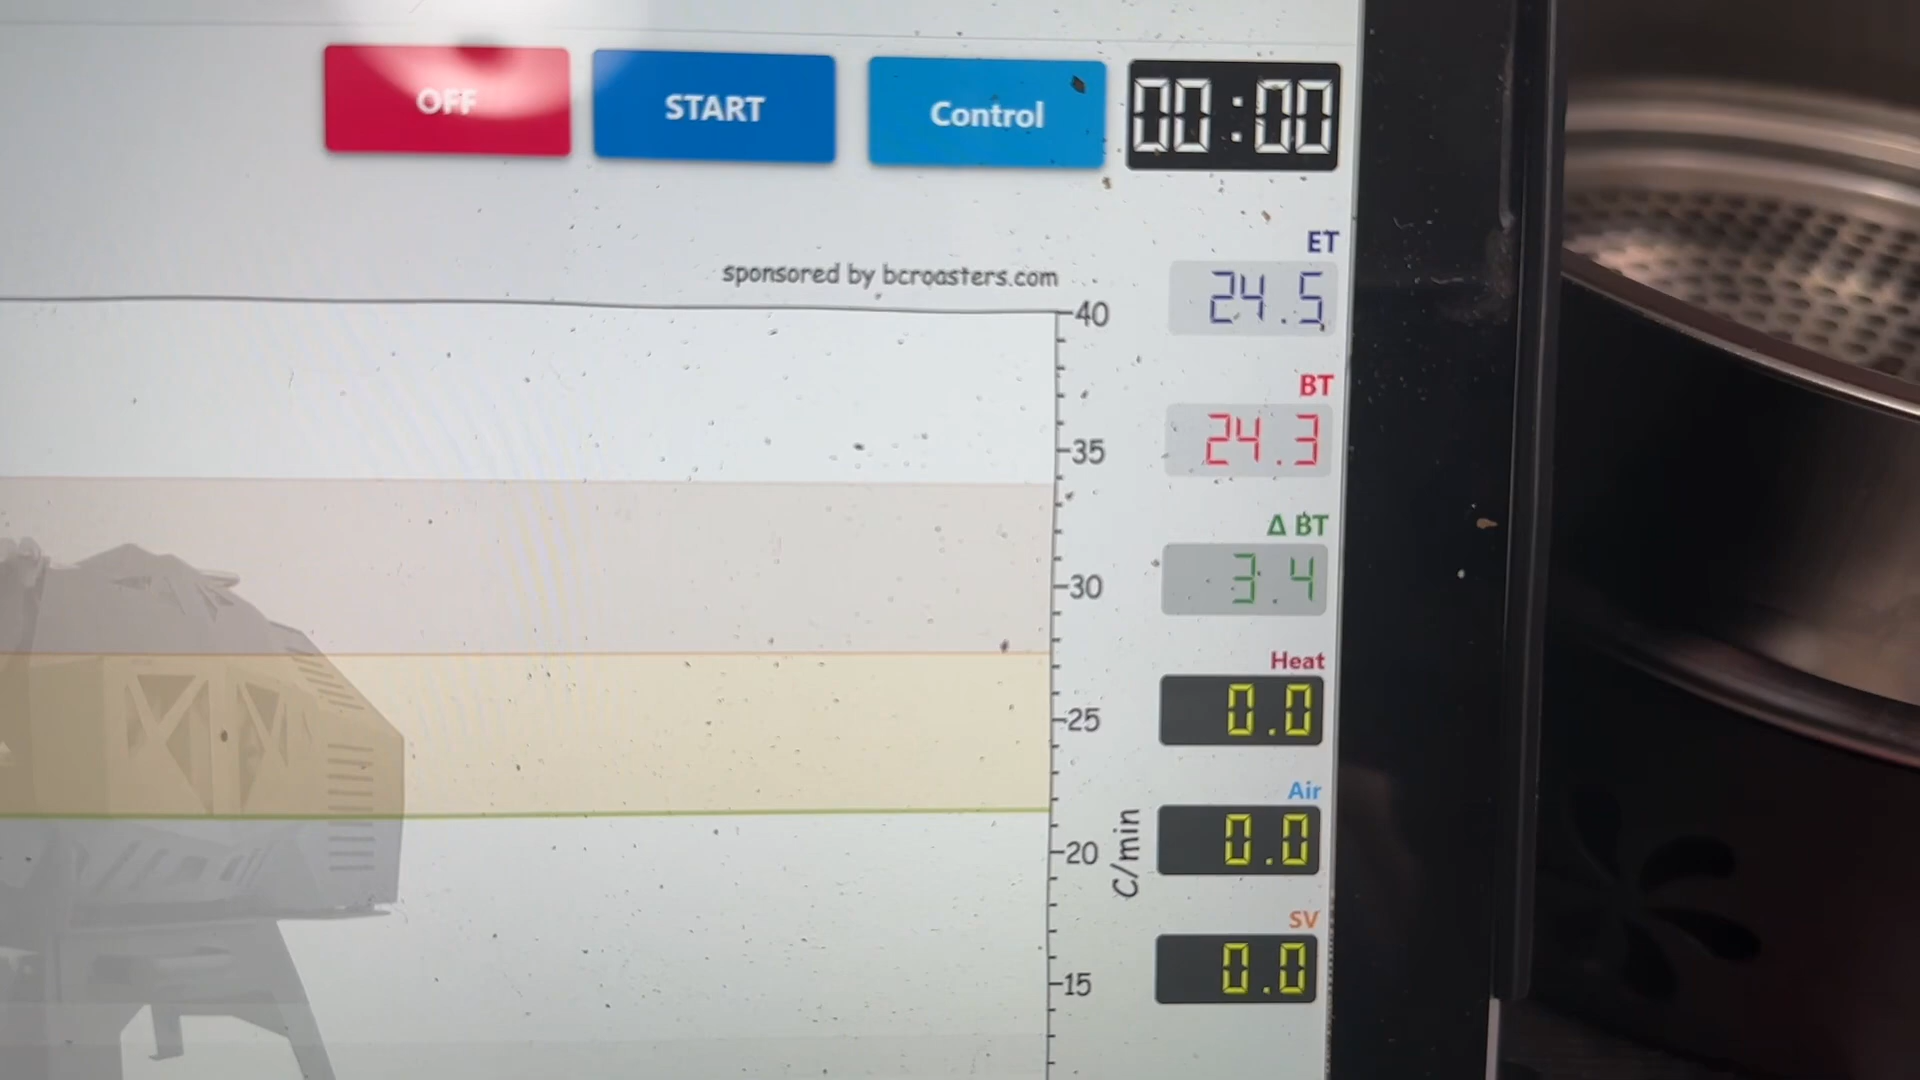 OFF
START
Control
00:00
sponsored by bcroasters.com
ET
24.5
BT
24.3
Δ BT
3.4
Heat
0.0
Air
0.0
SV
0.0
40
35
30
25
20
15
C/min